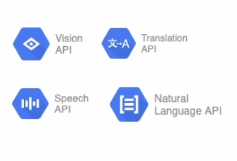 Vision
API
文→A
Translation
API
Speech
API
Natural
Language API